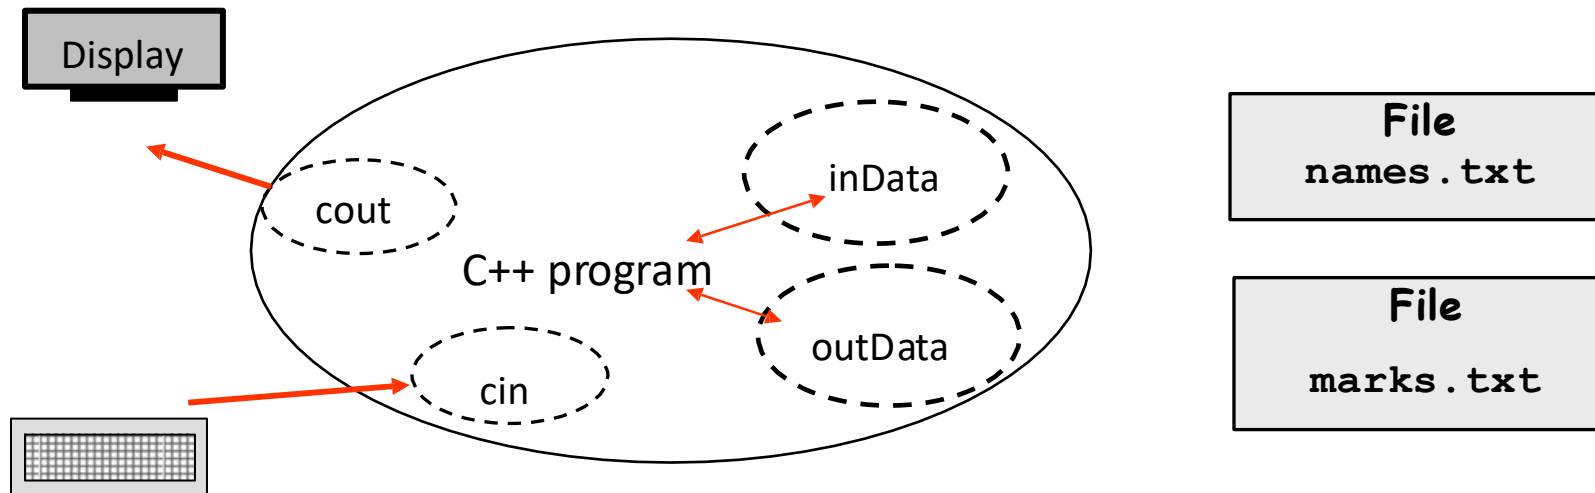 Display
cout
C++ program
cin
inData
outData
File
names.txt
File
marks.txt